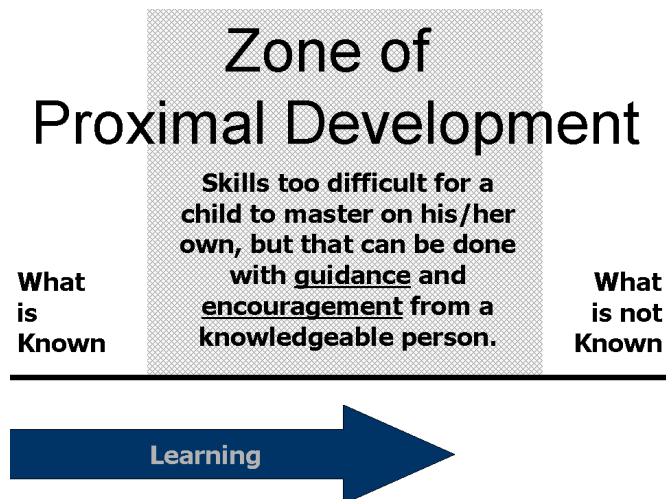 Zone of
Proximal Development
Skills too difficult for a
child to master on his/her
own, but that can be done
with guidance and
encouragement from a
knowledgeable person.
What
is
Known
What
is not
Known
Learning